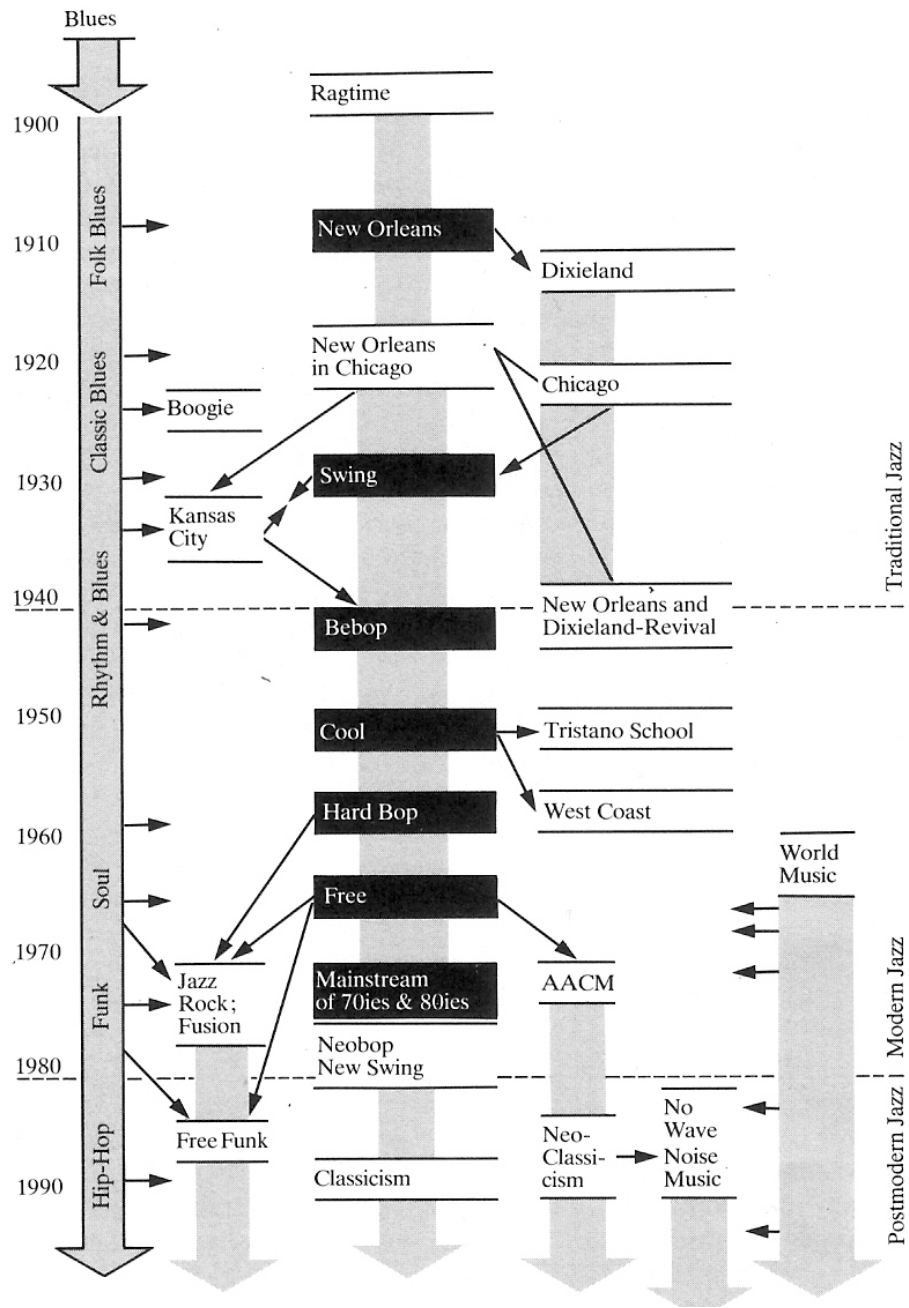 Blues
Ragtime
1900
Folk Blues
New Orleans
1910
Dixieland
New Orleans
in Chicago
1920
Chicago
Classic Blues
Boogie
Swing
1930
Kansas
City
Traditional Jazz
1940
New Orleans and
Dixieland-Revival
Bebop
Rhythm & Blues
1950
Cool
Tristano School
Hard Bop
West Coast
1960
World
Music
Soul
Free
1970
Jazz
Rock;
Fusion
Mainstream
of 70ies & 80ies
AACM
Funk
Modern Jazz
Neobop
New Swing
1980
No
Wave
Noise
Music
Free Funk
Neo-
Classi-
cism
Hip-Hop
Classicism
1990
Postmodern Jazz